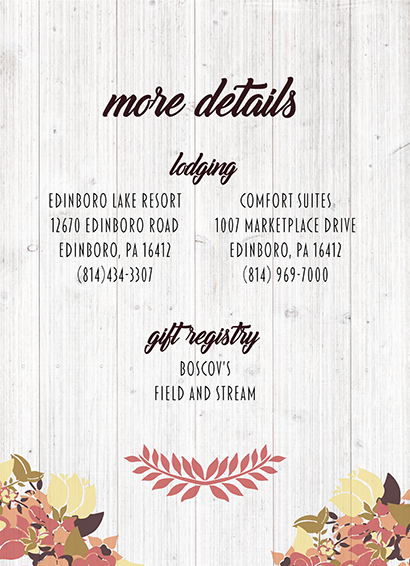 more details
lodging
EDINBORO LAKE RESORT
12670 EDINBORO ROAD
EDINBORO, PA 16412
(814)434-3307
COMFORT SUITES
1007 MARKETPLACE DRIVE
EDINBORO, PA 16412
(814) 969-7000
gift registry
BOSCOV'S
FIELD AND STREAM